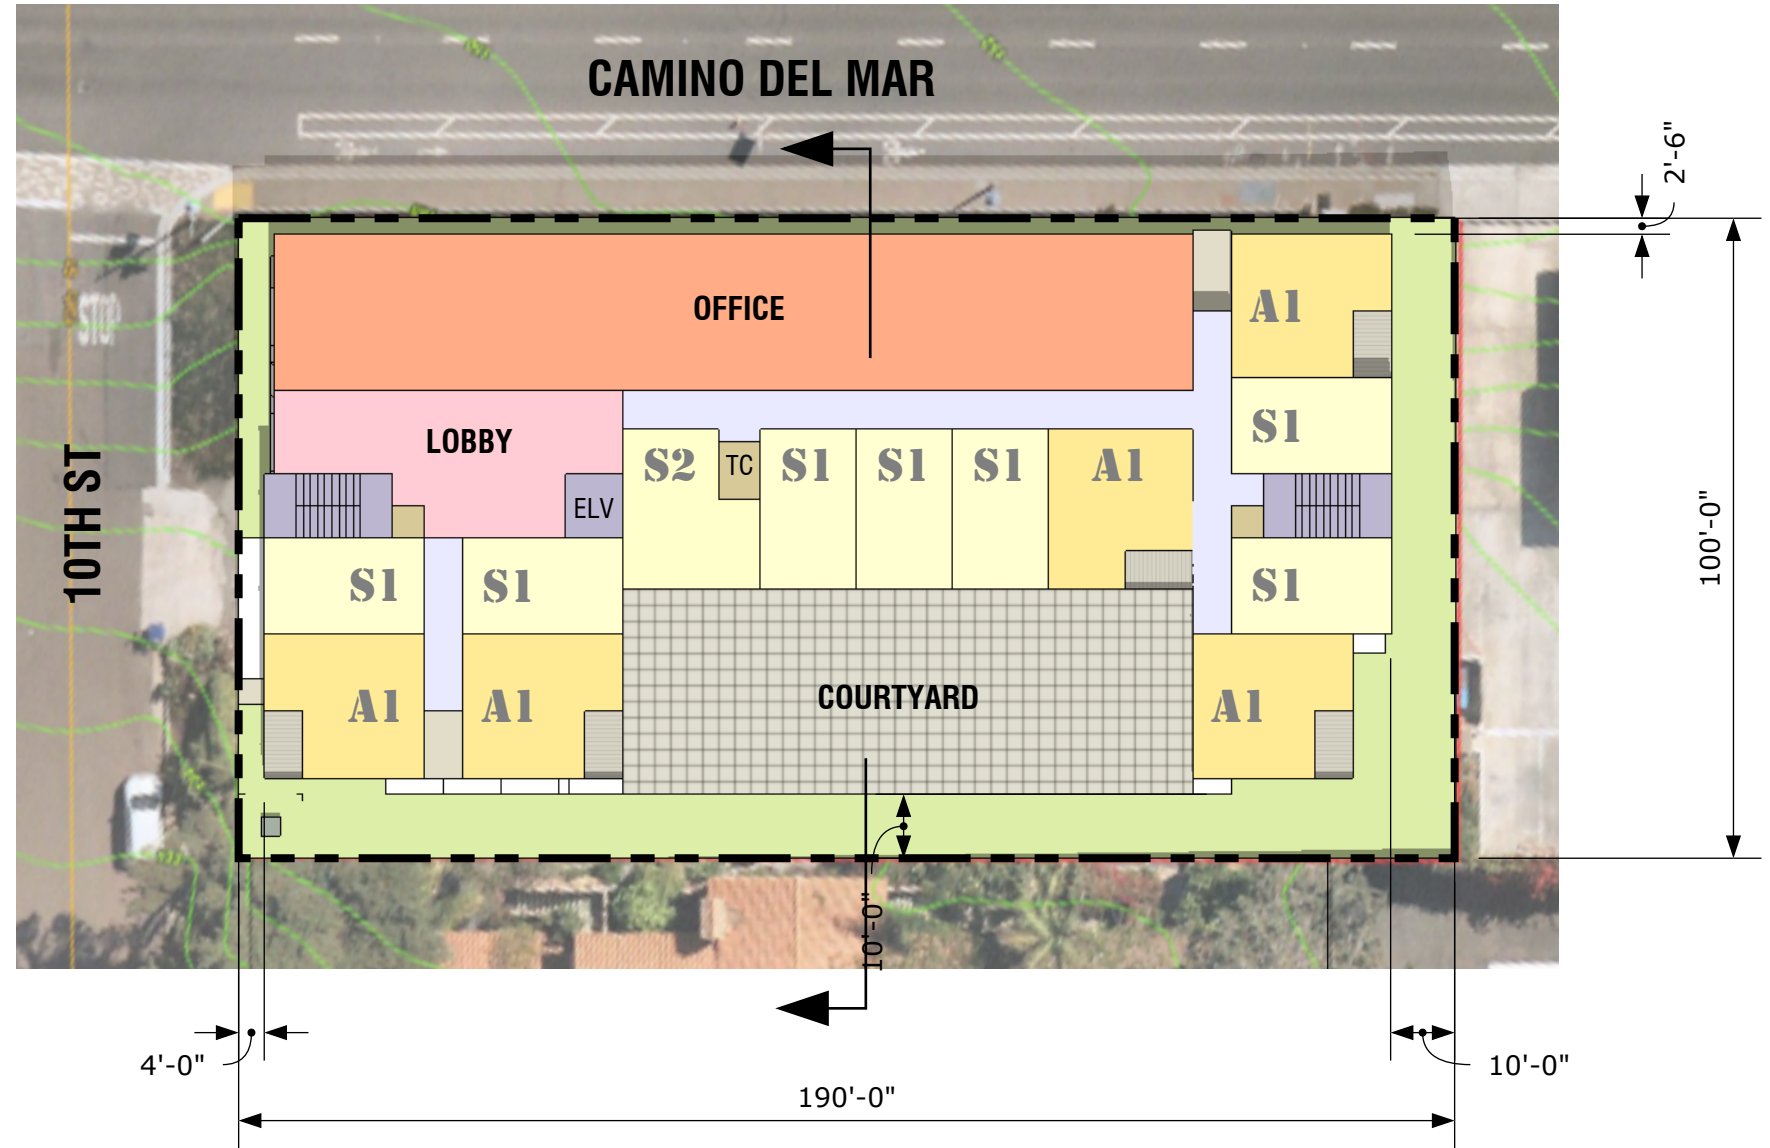 CAMINO DEL MAR
2'-6"
OFFICE
A1
STOP
LOBBY
S1
S2
TC
S1
S1
S1
A1
ELV
10TH ST
100'-0"
S1
S1
S1
A1
A1
COURTYARD
A1
10'-0"
4'-0"
10'-0"
190'-0"